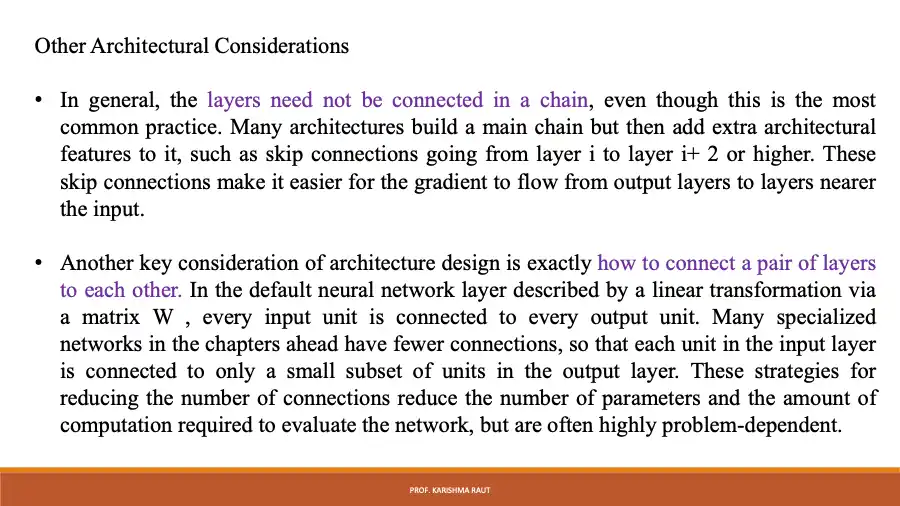 Other Architectural Considerations
• In general, the layers need not be connected in a chain, even though this is the most
common practice. Many architectures build a main chain but then add extra architectural
features to it, such as skip connections going from layer i to layer i+ 2 or higher. These
skip connections make it easier for the gradient to flow from output layers to layers nearer
the input.
• Another key consideration of architecture design is exactly how to connect a pair of layers
to each other. In the default neural network layer described by a linear transformation via
a matrix W , every input unit is connected to every output unit. Many specialized
networks in the chapters ahead have fewer connections, so that each unit in the input layer
is connected to only a small subset of units in the output layer. These strategies for
reducing the number of connections reduce the number of parameters and the amount of
computation required to evaluate the network, but are often highly problem-dependent.
PROF. KARISHMA RAUT